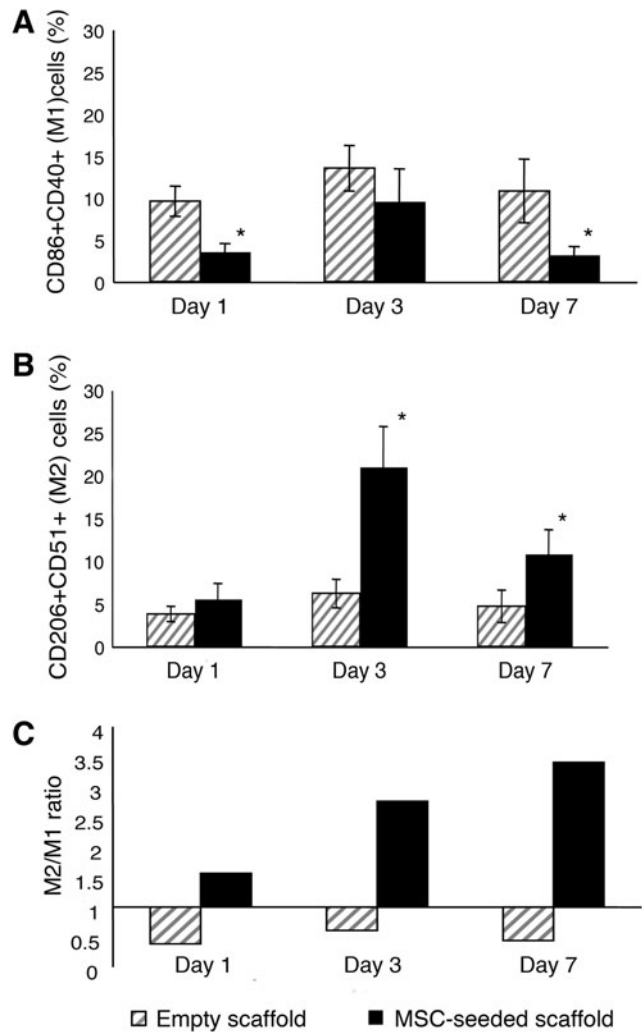 A
CD86+CD40+ (M1)cells (%)
30
25
20
15
10
5
0
*
*
Day 1
Day 3
Day 7
B
CD206+CD51+ (M2) cells (%)
30
25
20
15
10
5
0
*
*
Day 1
Day 3
Day 7
C
M2/M1 ratio
4
3.5
3
2.5
2
1.5
1
0.5
0
Day 1
Day 3
Day 7
Empty scaffold
MSC-seeded scaffold